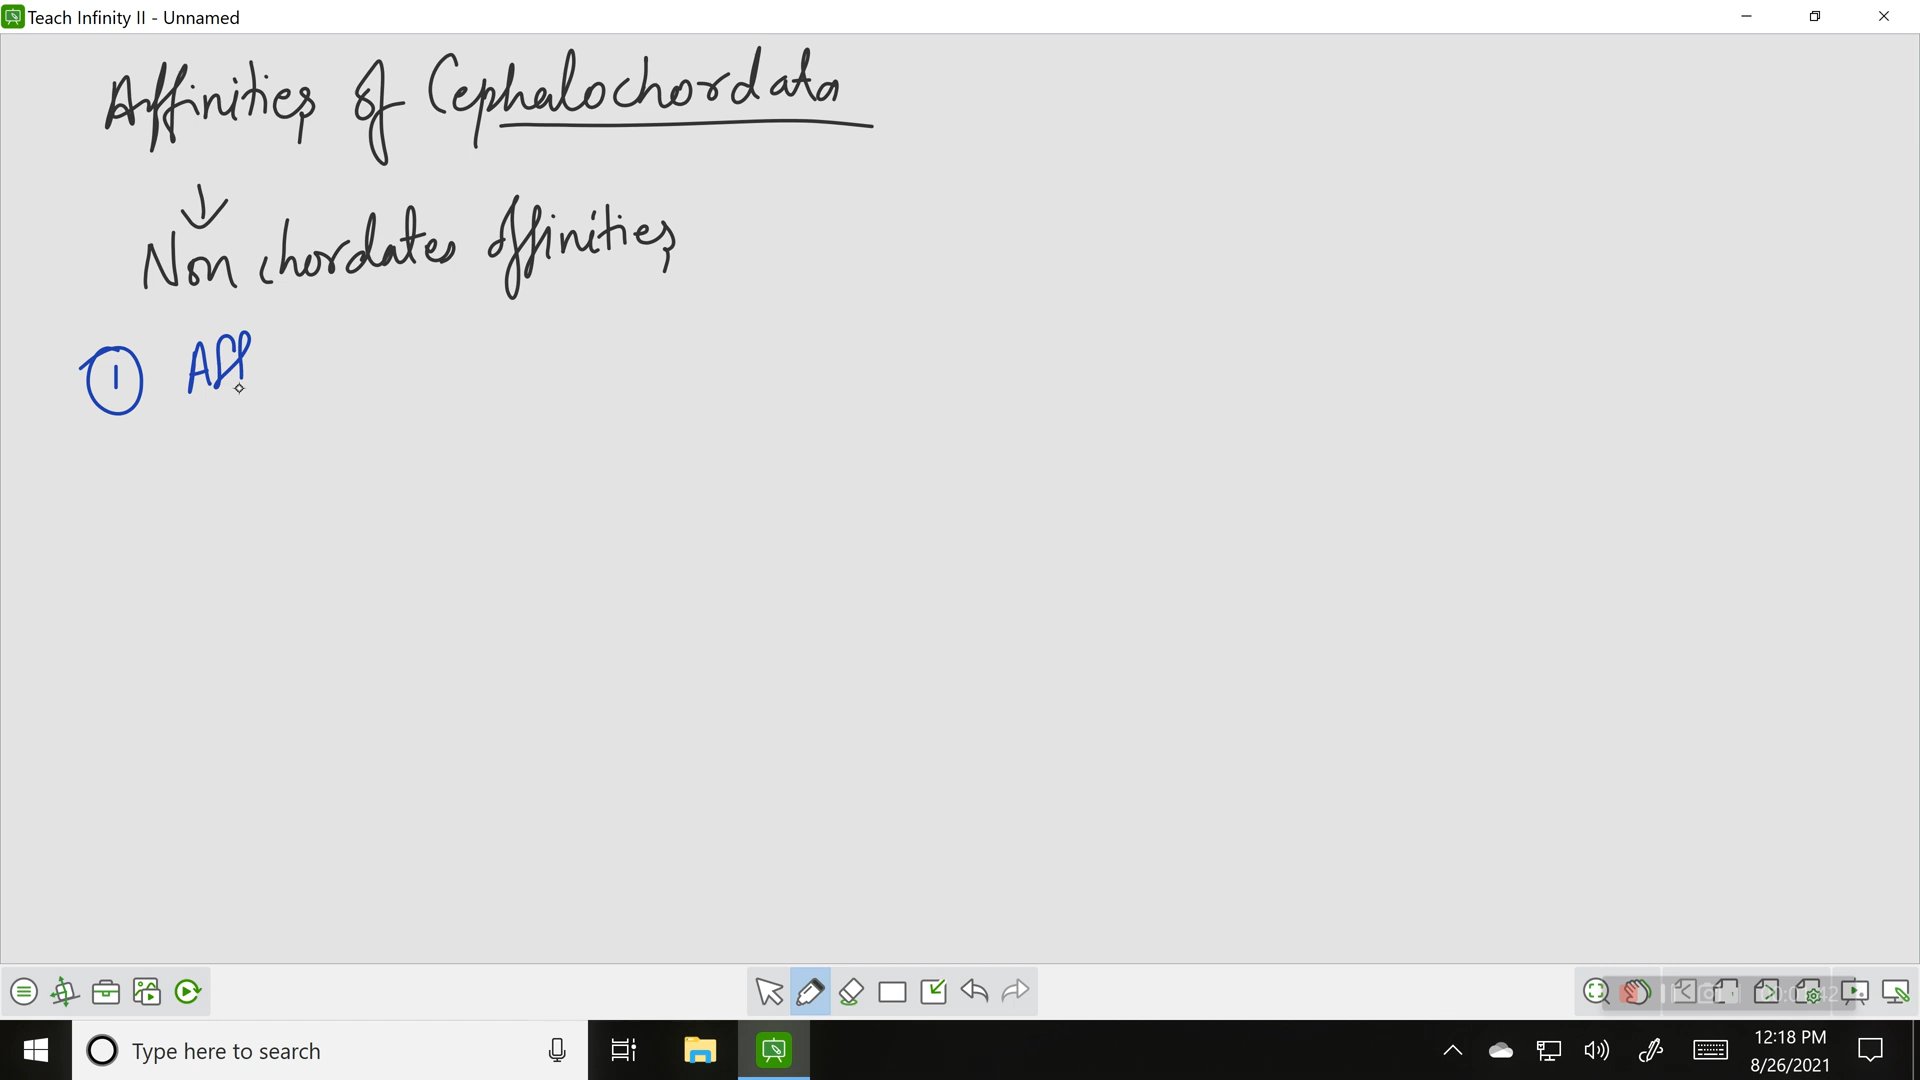 Teach Infinity II - Unnamed
Affinities of Cephalochordata
Non chordates affinities
1 Aff
Type here to search
12:18 PM
8/26/2021